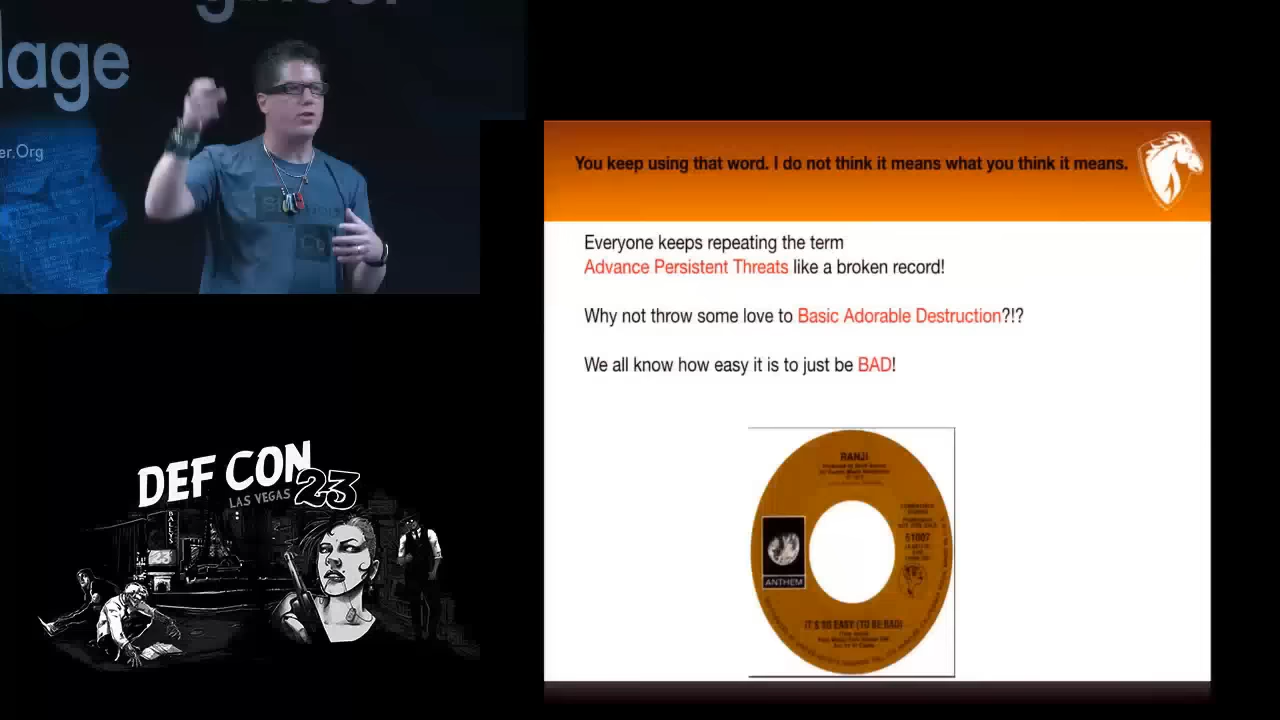 lage
er.Org
You keep using that word. I do not think it means what you think it means.
Everyone keeps repeating the term
Advance Persistent Threats like a broken record!
Why not throw some love to Basic Adorable Destruction?!?
We all know how easy it is to just be BAD!
RANJI
51007
ANTHEM
IT'S SO EASY (TO BE BAD)
DEF CON
23
LAS VEGAS
BALLYS